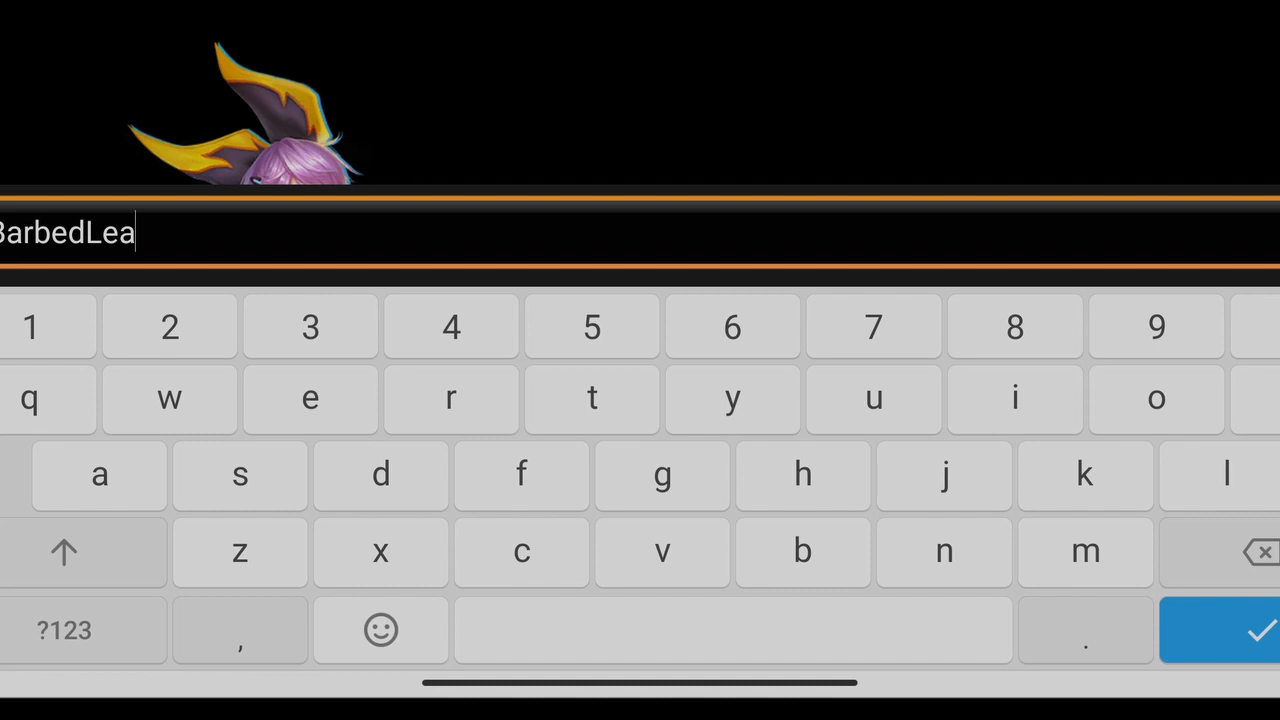 BarbedLea
1 2 3 4 5 6 7 8 9
q w e r t y u i o
a s d f g h j k l
z x c v b n m
?123 , .